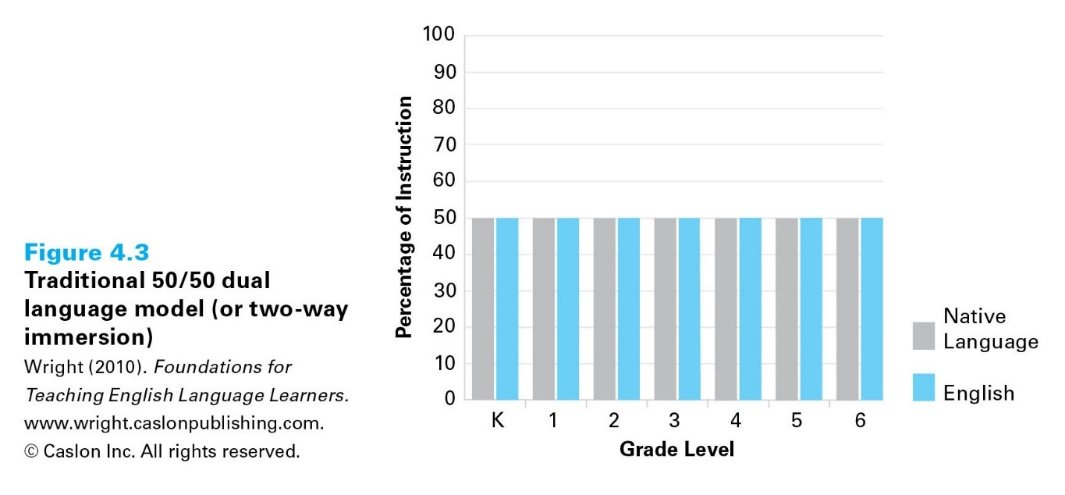 Figure 4.3
Traditional 50/50 dual
language model (or two-way
immersion)
Wright (2010). Foundations for
Teaching English Language Learners.
www.wright.caslonpublishing.com.
© Caslon Inc. All rights reserved.
Percentage of Instruction
100
90
80
70
60
50
40
30
20
10
0
K 1 2 3 4 5 6
Grade Level
Native
Language
English